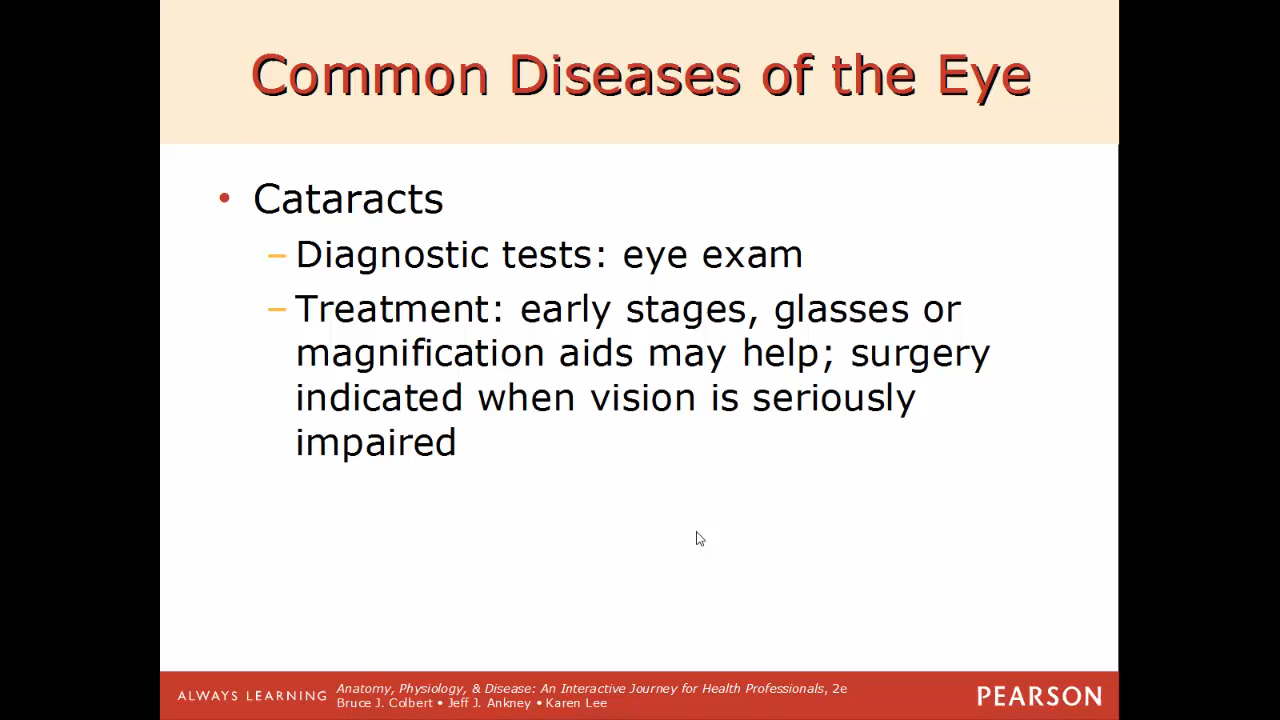 Common Diseases of the Eye
• Cataracts
– Diagnostic tests: eye exam
– Treatment: early stages, glasses or
magnification aids may help; surgery
indicated when vision is seriously
impaired
ALWAYS LEARNING
Anatomy, Physiology, & Disease: An Interactive Journey for Health Professionals, 2e
Bruce J. Colbert • Jeff J. Ankney • Karen Lee
PEARSON